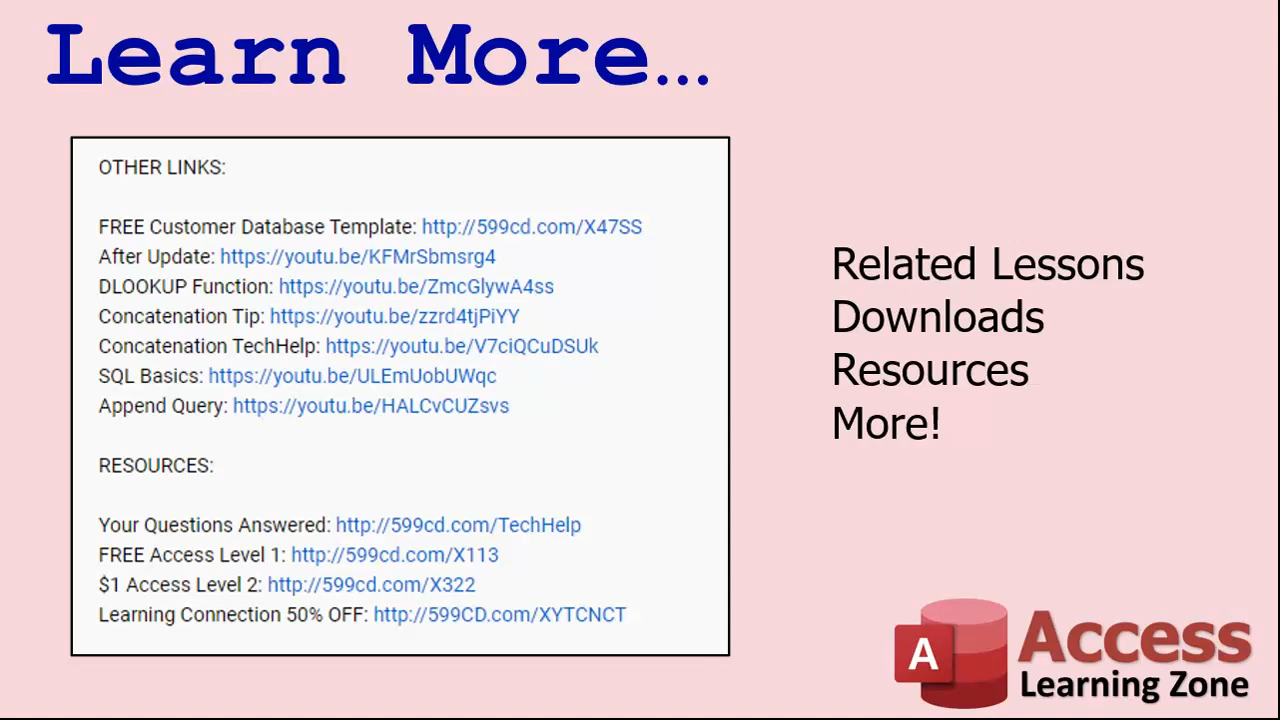 Learn More...
OTHER LINKS:
FREE Customer Database Template: http://599cd.com/X47SS
After Update: https://youtu.be/KFMrSbmsrg4
DLOOKUP Function: https://youtu.be/ZmcGlywA4ss
Concatenation Tip: https://youtu.be/zzrd4tjPiYY
Concatenation TechHelp: https://youtu.be/V7ciQCuDSUk
SQL Basics: https://youtu.be/ULEmUobUWqc
Append Query: https://youtu.be/HALCvCUZsvs
RESOURCES:
Your Questions Answered: http://599cd.com/TechHelp
FREE Access Level 1: http://599cd.com/X113
$1 Access Level 2: http://599cd.com/X322
Learning Connection 50% OFF: http://599CD.com/XYTCNCT
Related Lessons
Downloads
Resources
More!
A
Access
Learning Zone